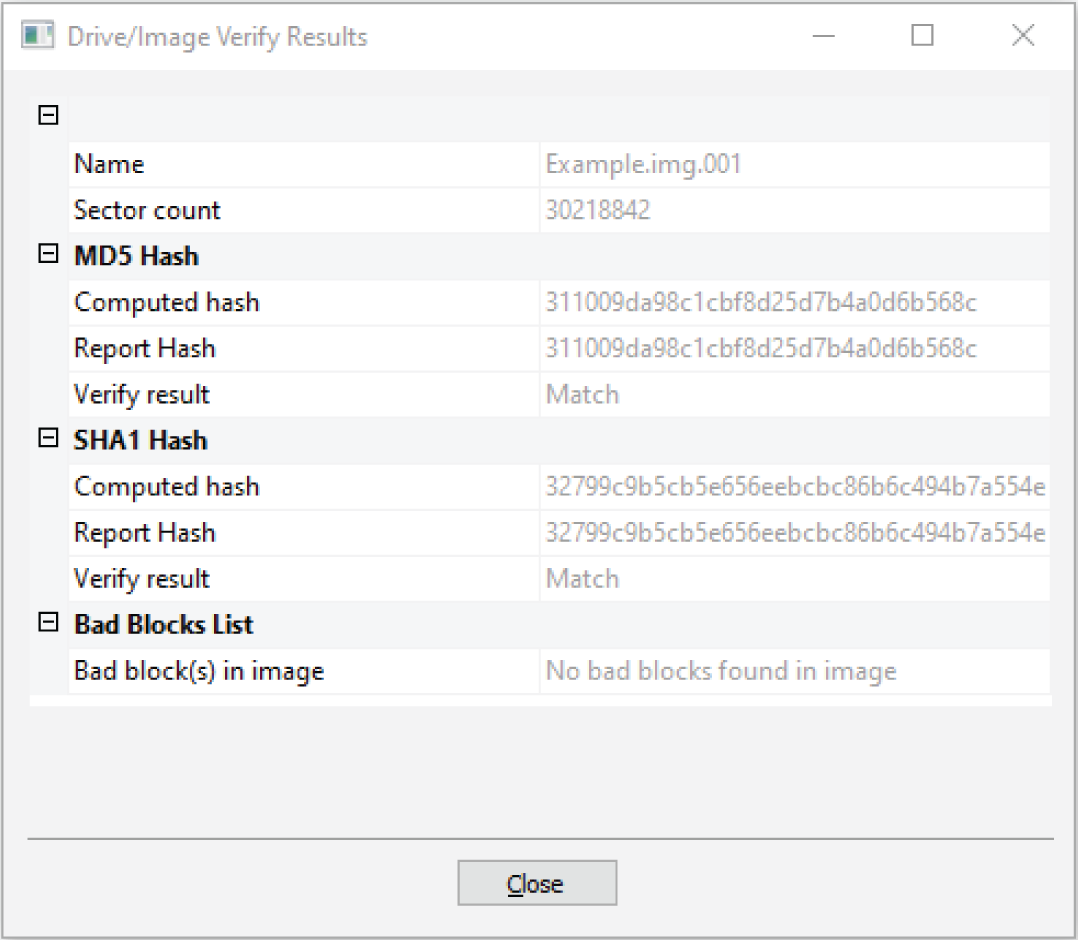 Drive/Image Verify Results
Name Example.img.001
Sector count 30218842
MD5 Hash
Computed hash 311009da98c1cbf8d25d7b4a0d6b568c
Report Hash 311009da98c1cbf8d25d7b4a0d6b568c
Verify result Match
SHA1 Hash
Computed hash 32799c9b5cb5e656eebcbc86b6c494b7a554e
Report Hash 32799c9b5cb5e656eebcbc86b6c494b7a554e
Verify result Match
Bad Blocks List
Bad block(s) in image No bad blocks found in image
Close